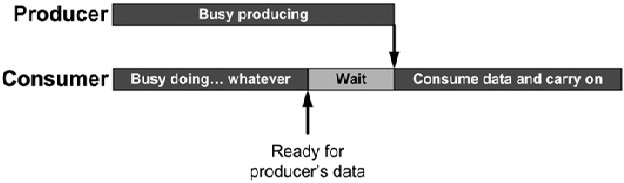 Producer
Busy producing
Consumer
Busy doing... whatever
Wait
Consume data and carry on
Ready for
producer's data